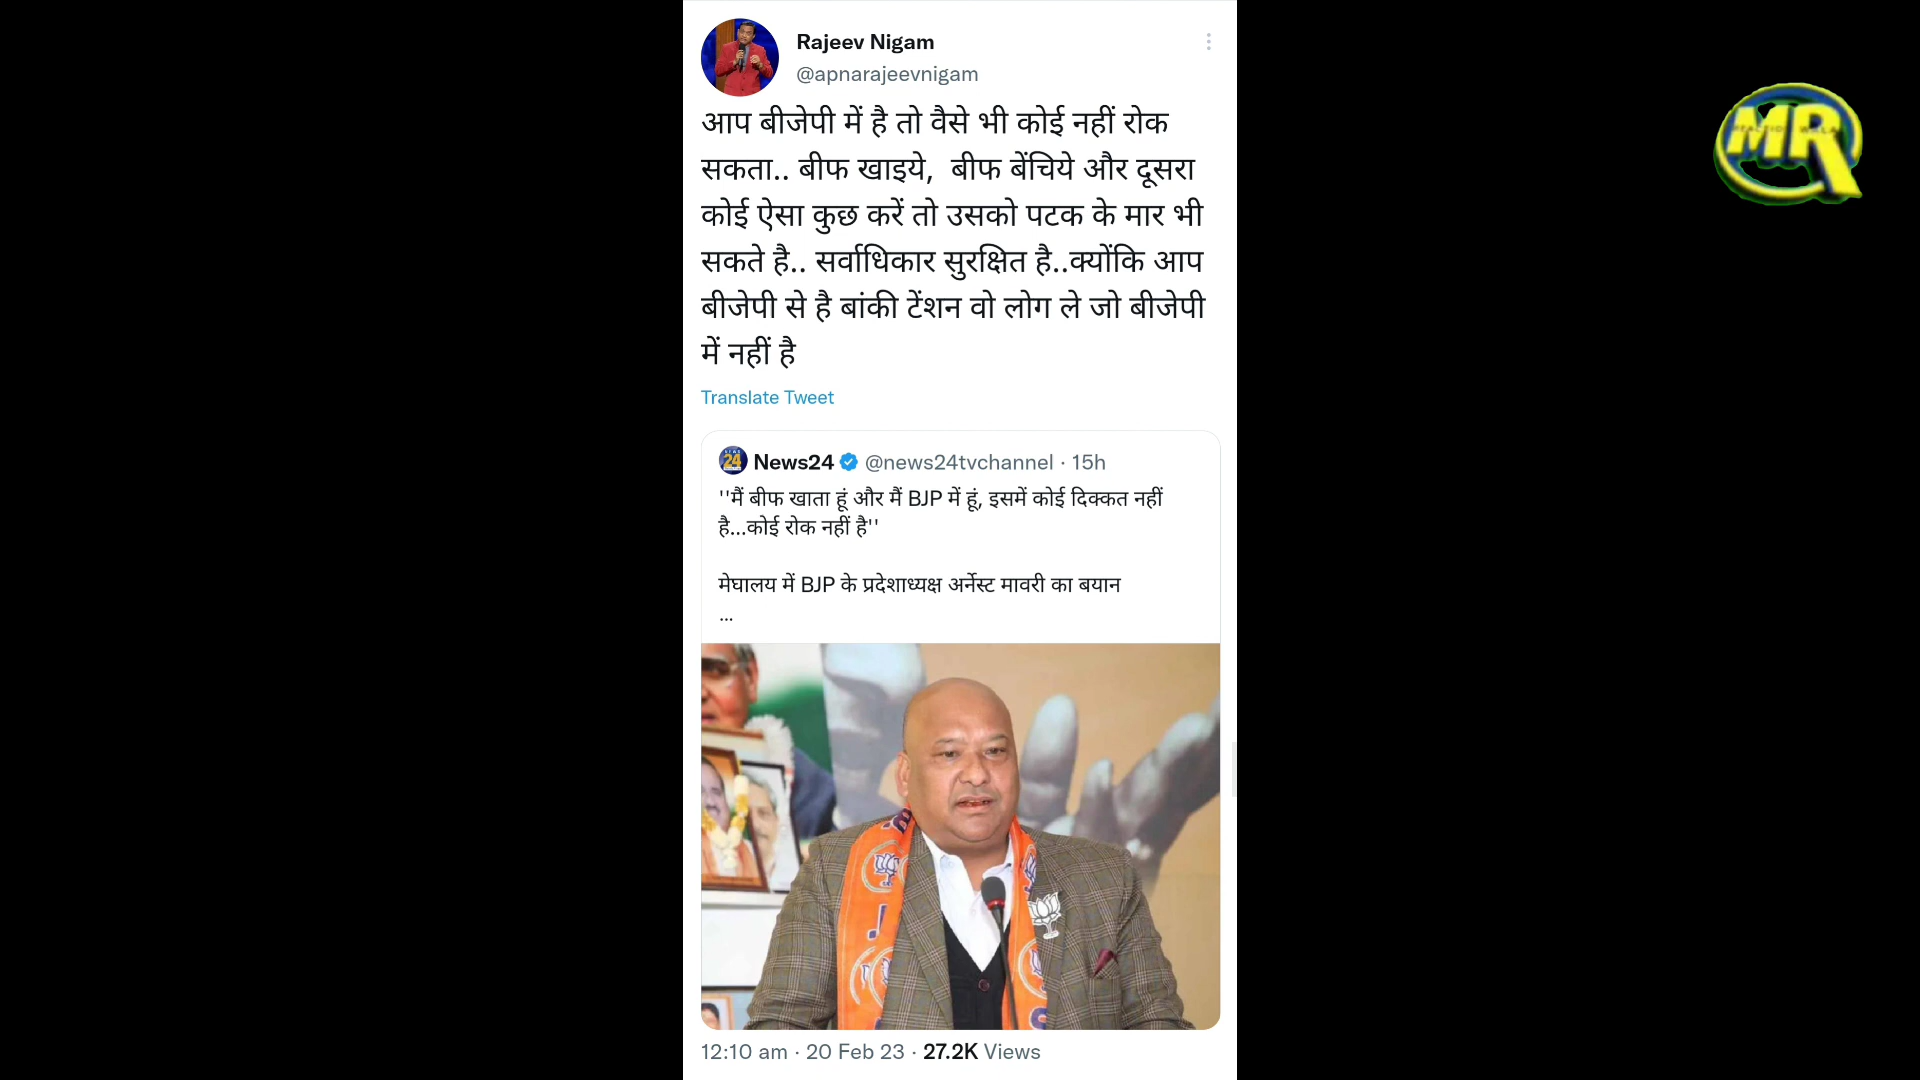 Rajeev Nigam
@apnarajeevnigam
आप बीजेपी में है तो वैसे भी कोई नहीं रोक
सकता.. बीफ खाइये,  बीफ बेंचिये और दूसरा
कोई ऐसा कुछ करें तो उसको पटक के मार भी
सकते है.. सर्वाधिकार सुरक्षित है..क्योंकि आप
बीजेपी से है बांकी टेंशन वो लोग ले जो बीजेपी
में नहीं है
Translate Tweet
News24 @news24tvchannel · 15h
''मैं बीफ खाता हूं और मैं BJP में हूं, इसमें कोई दिक्कत नहीं
है...कोई रोक नहीं है''
मेघालय में BJP के प्रदेशाध्यक्ष अर्नेस्ट मावरी का बयान
...
12:10 am · 20 Feb 23 · 27.2K Views
MR
REACTION WALA